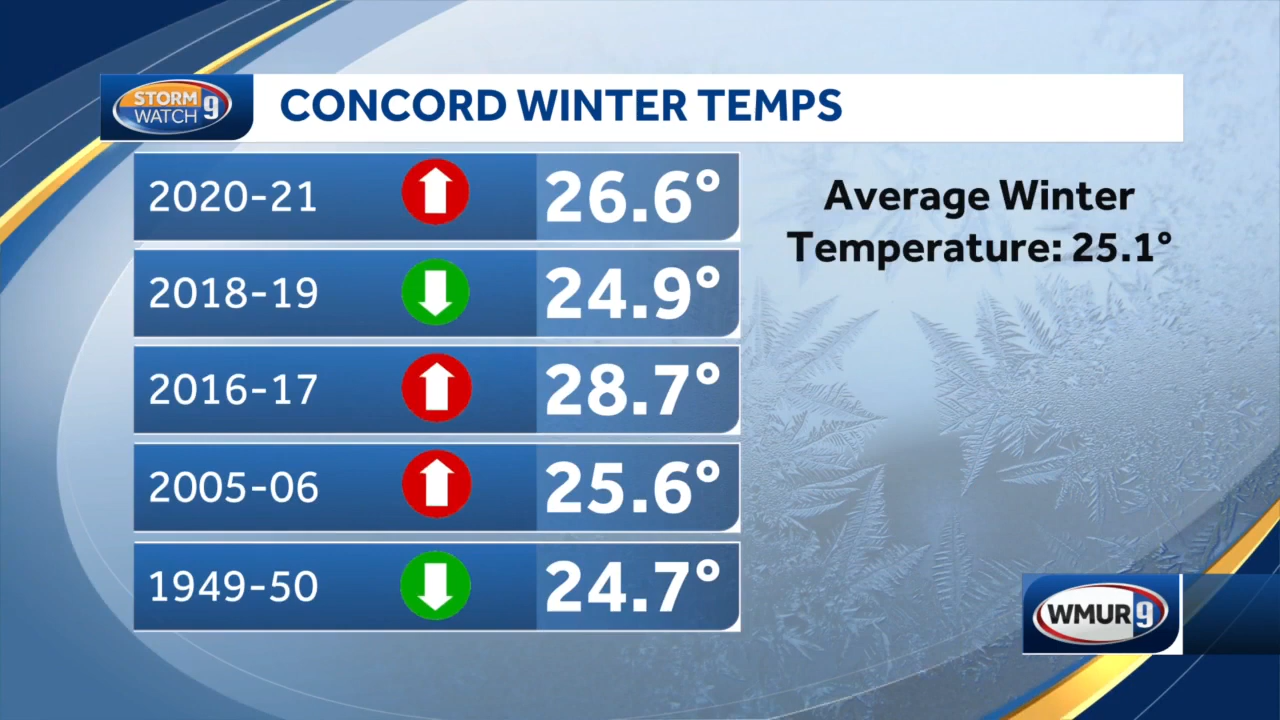 STORM
WATCH 9
CONCORD WINTER TEMPS
2020-21 26.6°
2018-19 24.9°
2016-17 28.7°
2005-06 25.6°
1949-50 24.7°
Average Winter
Temperature: 25.1°
WMUR 9